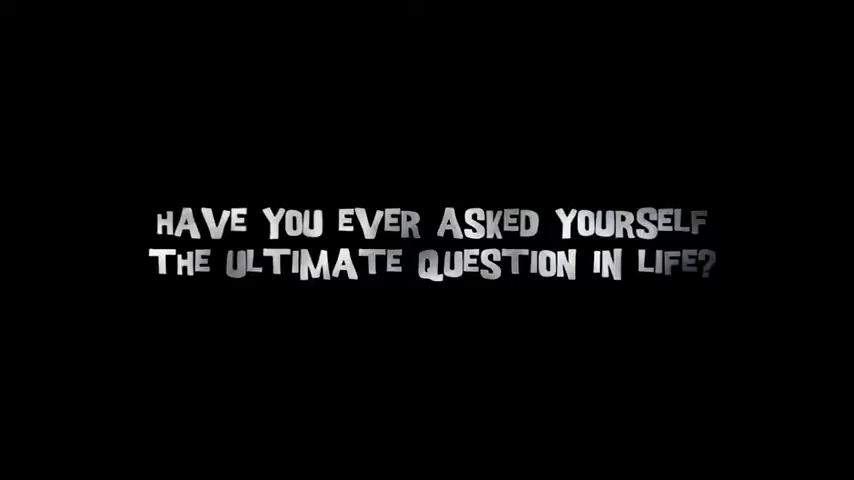 HAVE YOU EVER ASKED YOURSELF
THE ULTIMATE QUESTION IN LIFE?